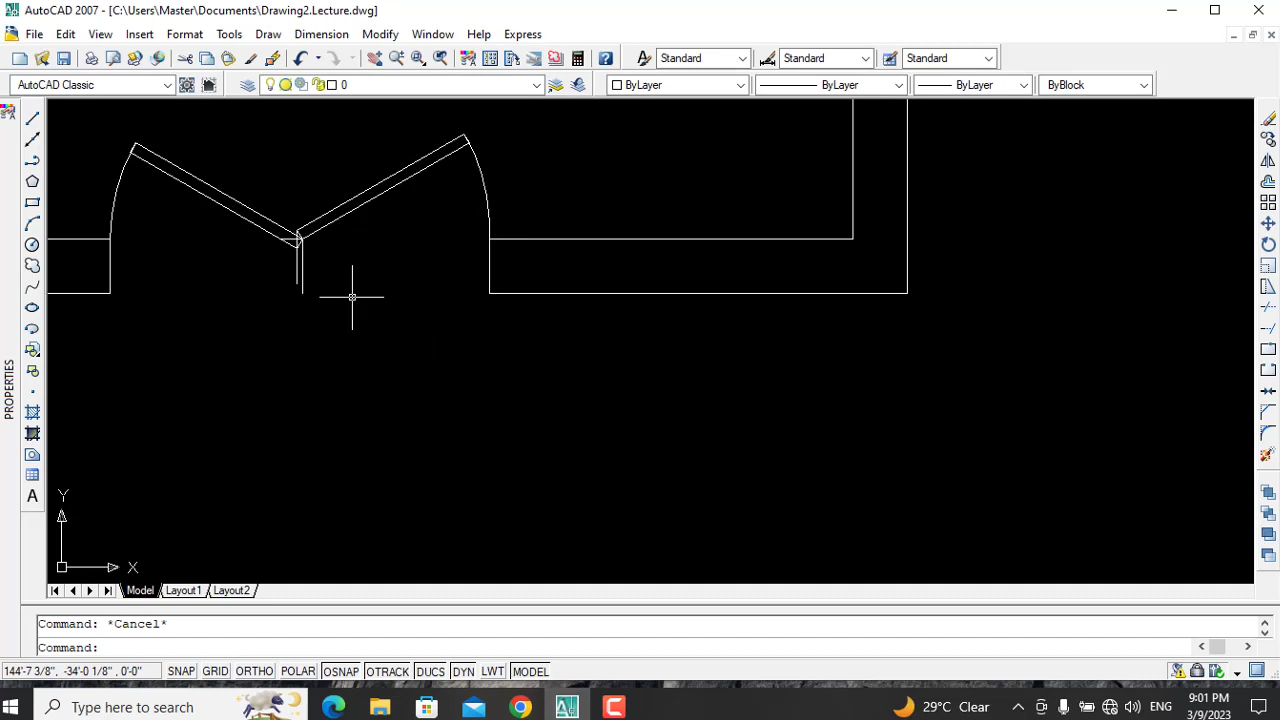 AutoCAD 2007 - [C:\Users\Master\Documents\Drawing2.Lecture.dwg]
File Edit View Insert Format Tools Draw Dimension Modify Window Help Express
Standard Standard Standard
AutoCAD Classic 0 ByLayer ByLayer ByLayer ByBlock
PROPERTIES
A
Y
X
Model Layout1 Layout2
Command: *Cancel*
Command:
144'-7 3/8", -34'-0 1/8", 0'-0" SNAP GRID ORTHO POLAR OSNAP OTRACK DUCS DYN LWT MODEL
Type here to search 29°C Clear ENG 9:01 PM
3/9/2023